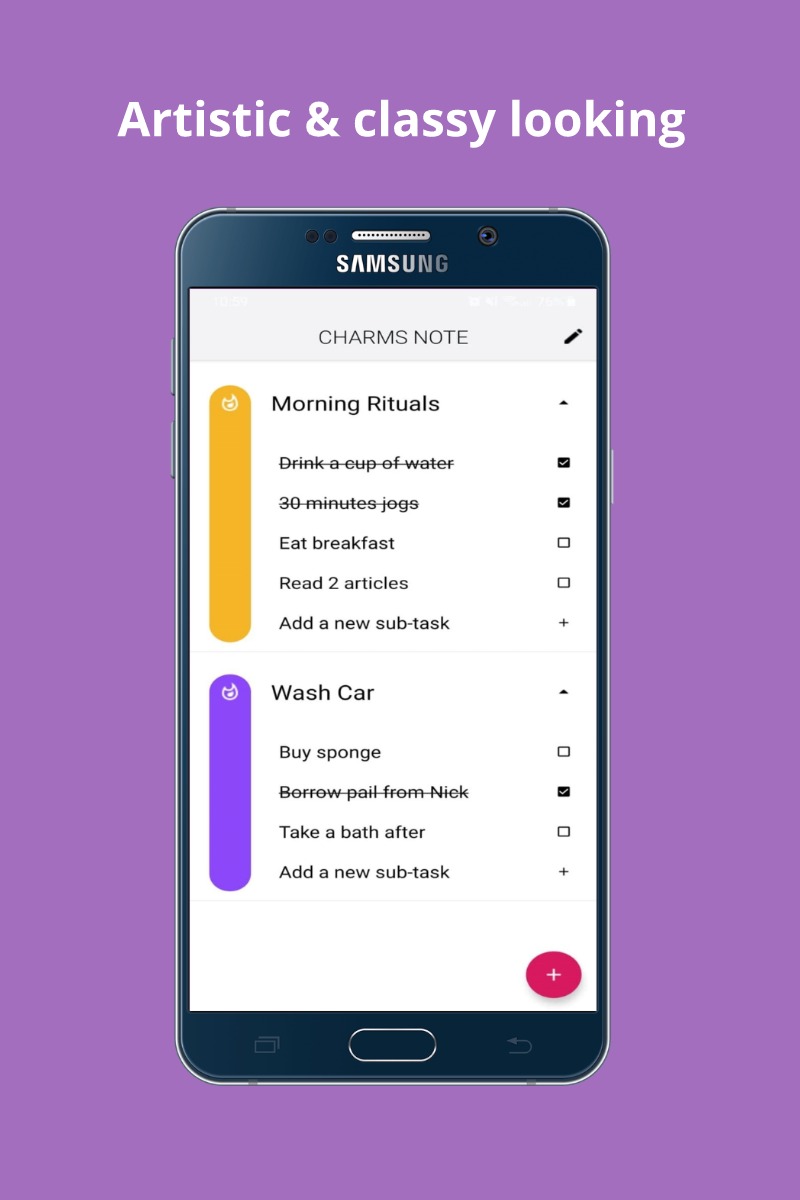 Artistic & classy looking
SAMSUNG
10:59
CHARMS NOTE
Morning Rituals
Drink a cup of water
30 minutes jogs
Eat breakfast
Read 2 articles
Add a new sub-task
+
Wash Car
Buy sponge
Borrow pail from Nick
Take a bath after
Add a new sub-task
+
+